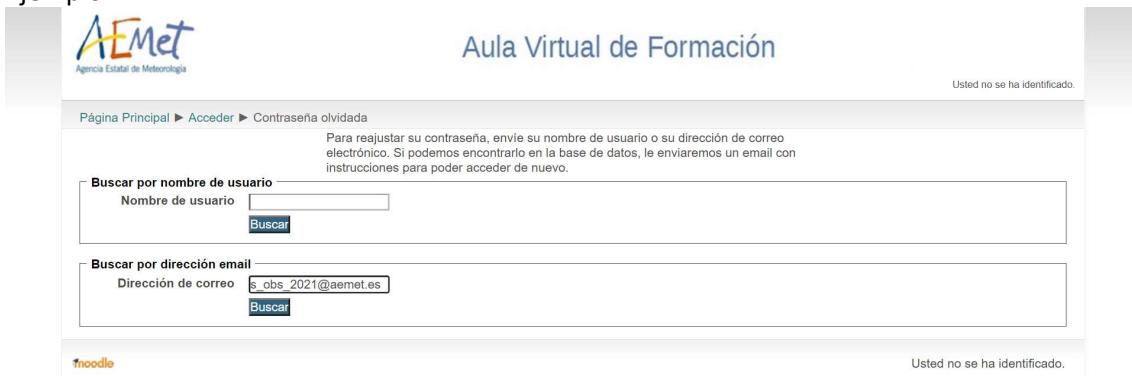 AEMet
Agencia Estatal de Meteorología
Aula Virtual de Formación
Usted no se ha identificado.
Página Principal ► Acceder ► Contraseña olvidada
Para reajustar su contraseña, envíe su nombre de usuario o su dirección de correo
electrónico. Si podemos encontrarlo en la base de datos, le enviaremos un email con
instrucciones para poder acceder de nuevo.
Buscar por nombre de usuario
Nombre de usuario
Buscar
Buscar por dirección email
Dirección de correo s_obs_2021@aemet.es
Buscar
moodle
Usted no se ha identificado.